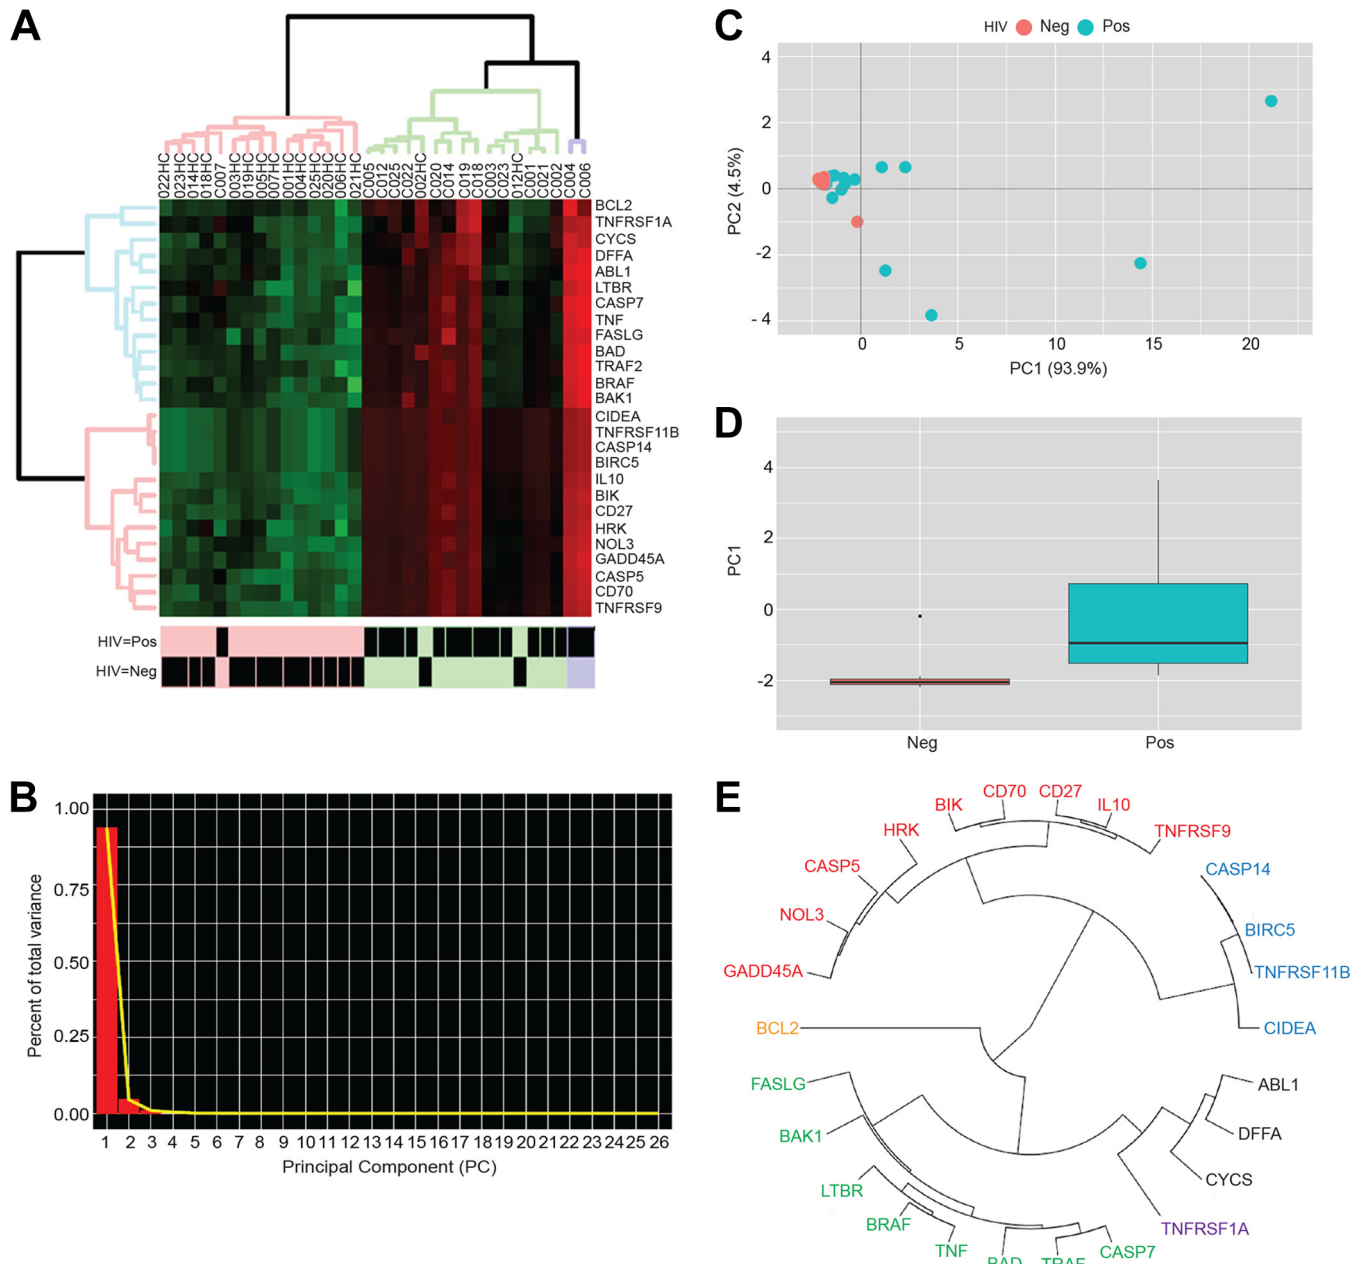 A
022HC
023HC
014HC
018HC
C007
003HC
019HC
005HC
007HC
001HC
004HC
025HC
020HC
006HC
021HC
C005
C012
C025
C022
002HC
C020
C014
C019
C018
C003
C023
012HC
C001
C021
C002
C004
C006
BCL2
TNFRSF1A
CYCS
DFFA
ABL1
LTBR
CASP7
TNF
FASLG
BAD
TRAF2
BRAF
BAK1
CIDEA
TNFRSF11B
CASP14
BIRC5
IL10
BIK
CD27
HRK
NOL3
GADD45A
CASP5
CD70
TNFRSF9
HIV=Pos
HIV=Neg
B
Percent of total variance
1.00
0.75
0.50
0.25
0.00
1 2 3 4 5 6 7 8 9 10 11 12 13 14 15 16 17 18 19 20 21 22 23 24 25 26
Principal Component (PC)
C
HIV Neg Pos
PC2 (4.5%)
4
2
0
-2
- 4
0 5 10 15 20
PC1 (93.9%)
D
PC1
4
2
0
-2
Neg Pos
E
BIK
CD70
CD27
IL10
TNFRSF9
HRK
CASP5
NOL3
GADD45A
CASP14
BIRC5
TNFRSF11B
CIDEA
BCL2
FASLG
BAK1
LTBR
BRAF
TNF
BAD
TRAF
CASP7
TNFRSF1A
CYCS
DFFA
ABL1